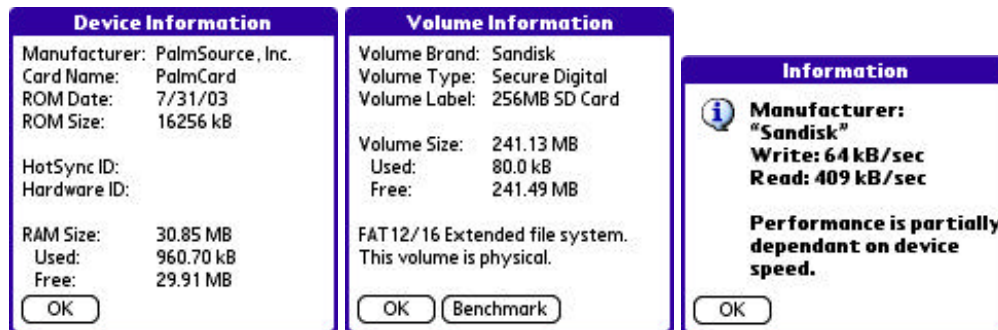 Device Information
Manufacturer: PalmSource, Inc.
Card Name: PalmCard
ROM Date: 7/31/03
ROM Size: 16256 kB
HotSync ID:
Hardware ID:
RAM Size: 30.85 MB
Used: 960.70 kB
Free: 29.91 MB
OK
Volume Information
Volume Brand: Sandisk
Volume Type: Secure Digital
Volume Label: 256MB SD Card
Volume Size: 241.13 MB
Used: 80.0 kB
Free: 241.49 MB
FAT12/16 Extended file system.
This volume is physical.
OK Benchmark
Information
Manufacturer:
"Sandisk"
Write: 64 kB/sec
Read: 409 kB/sec
Performance is partially
dependant on device
speed.
OK